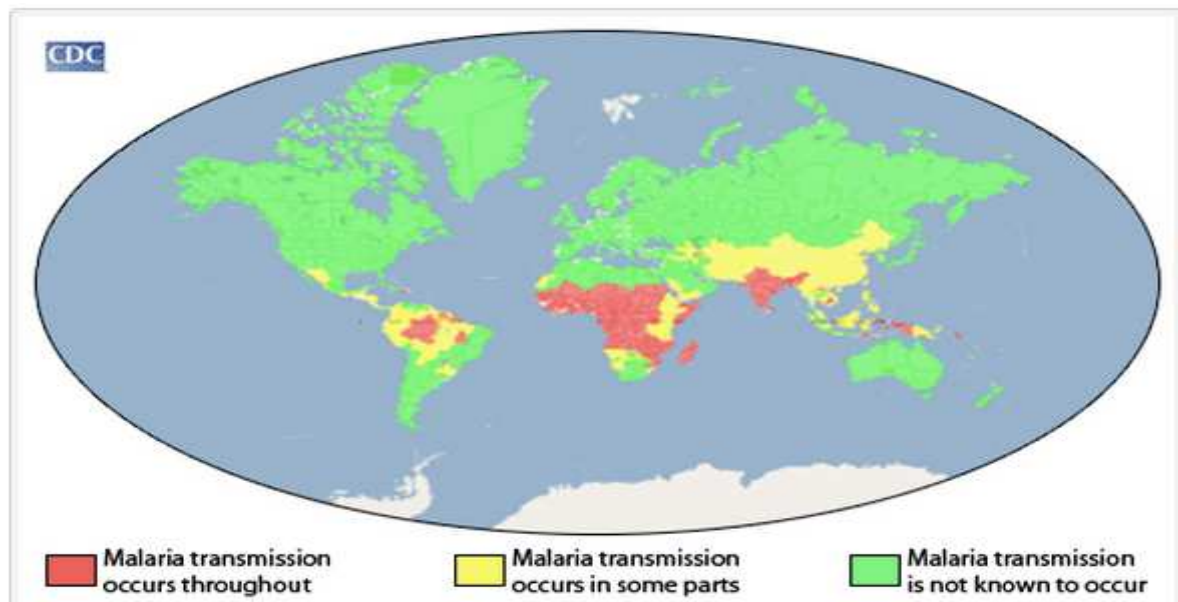 CDC
Malaria transmission
occurs throughout
Malaria transmission
occurs in some parts
Malaria transmission
is not known to occur